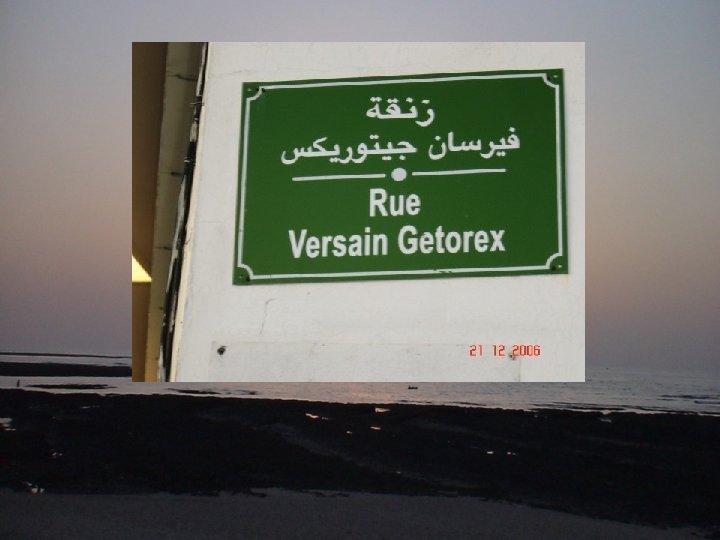 زنقة
فيرسان جيتوريكس
Rue
Versain Getorex
21 12 2006